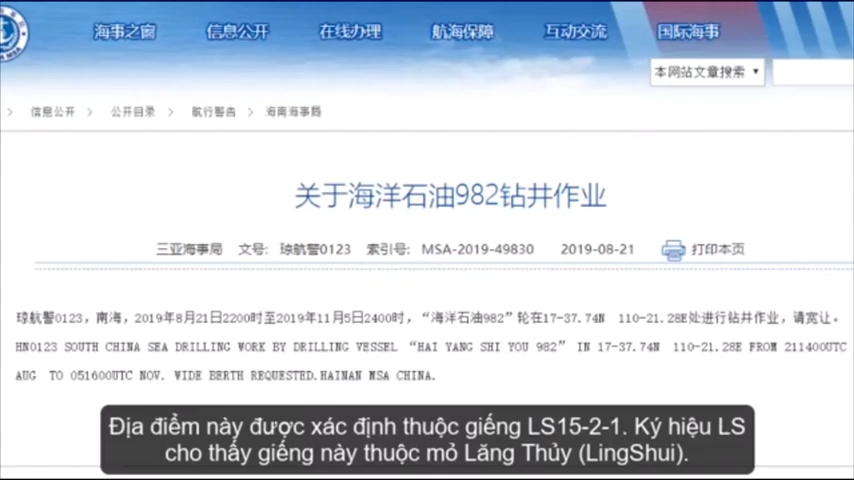 MSA
海事之窗 信息公开 在线办理 航海保障 互动交流 国际海事
本网站文章搜索
信息公开 > 公开目录 > 航行警告 > 海南海事局
关于海洋石油982钻井作业
三亚海事局 文号: 琼航警0123 索引号: MSA-2019-49830 2019-08-21 打印本页
琼航警0123，南海，2019年8月21日2200时至2019年11月5日2400时，“海洋石油982”轮在17-37.74N 110-21.28E处进行钻井作业，请宽让。
HN0123 SOUTH CHINA SEA DRILLING WORK BY DRILLING VESSEL “HAI YANG SHI YOU 982” IN 17-37.74N 110-21.28E FROM 211400UTC
AUG TO 051600UTC NOV. WIDE BERTH REQUESTED.HAINAN MSA CHINA.
Địa điểm này được xác định thuộc giếng LS15-2-1. Ký hiệu LS
cho thấy giếng này thuộc mỏ Lăng Thủy (LingShui).